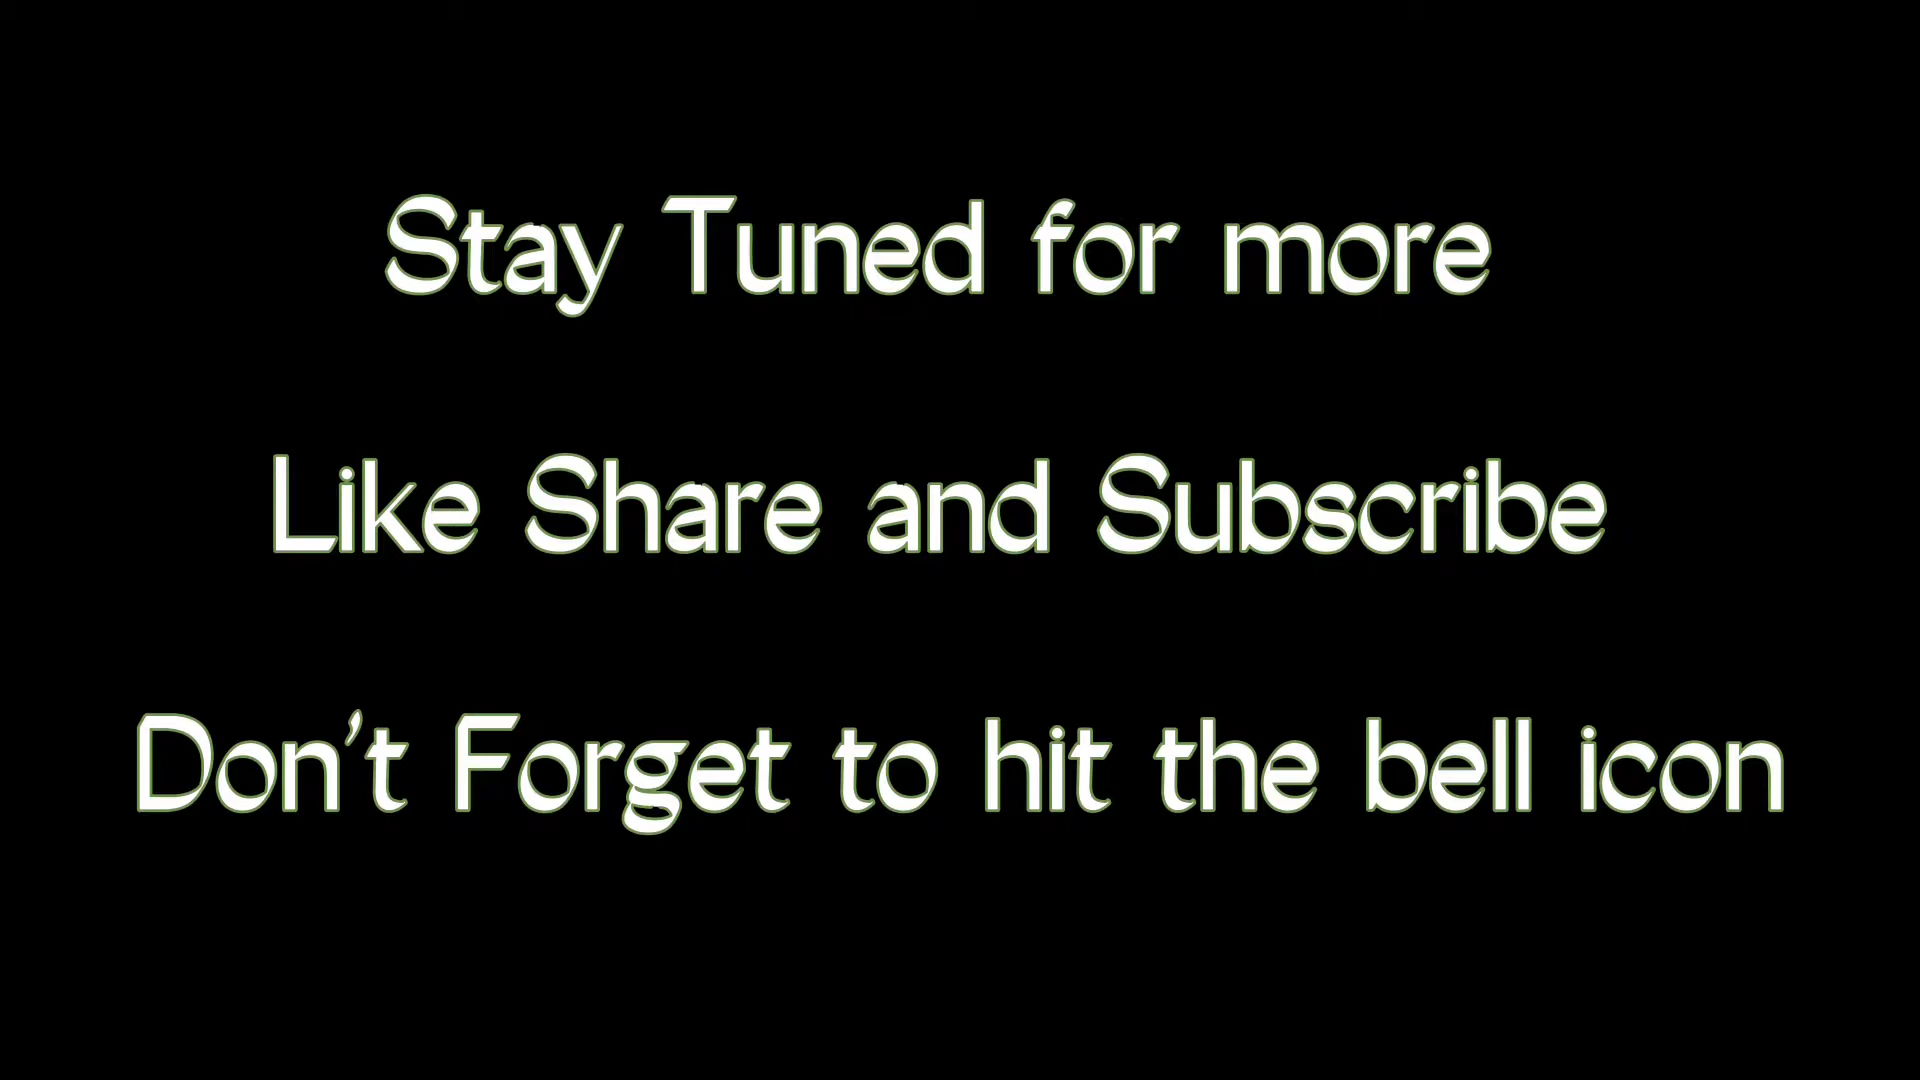 Stay Tuned for more
Like Share and Subscribe
Don't Forget to hit the bell icon